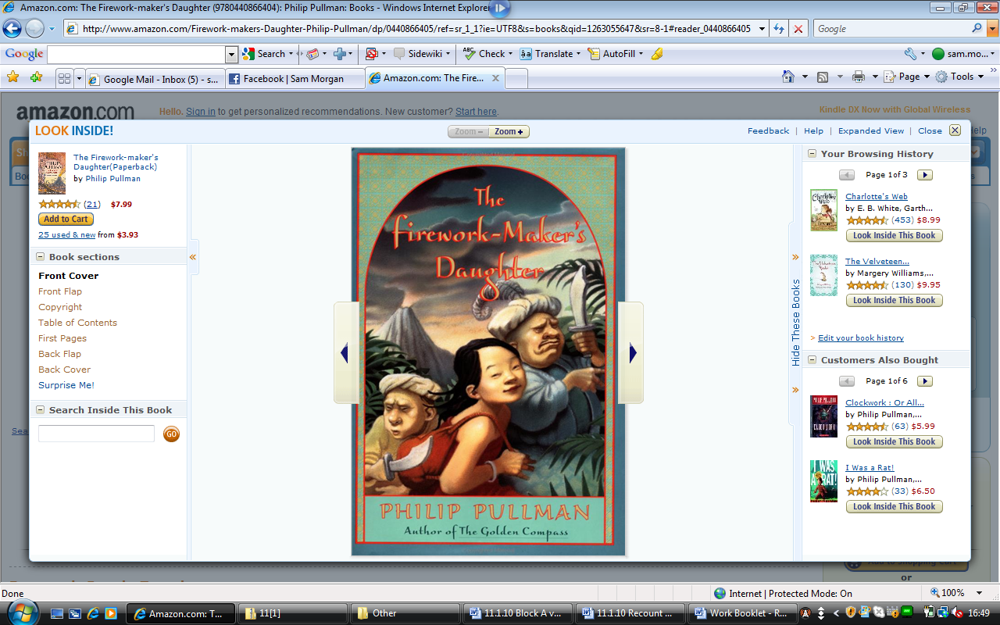 Amazon.com: The Firework-maker's Daughter (9780440866404): Philip Pullman: Books - Windows Internet Explorer
http://www.amazon.com/Firework-makers-Daughter-Philip-Pullman/dp/0440866405/ref=sr_1_1?ie=UTF8&s=books&qid=1263055647&sr=8-1#reader_0440866405
Google
Google Search Sidewiki ABC Check Translate AutoFill sam.mo...
Google Mail - Inbox (5) - s... Facebook | Sam Morgan Amazon.com: The Fire... Page Tools
amazon.com Hello. Sign in to get personalized recommendations. New customer? Start here. Kindle DX Now with Global Wireless
LOOK INSIDE! Zoom - Zoom + Feedback | Help | Expanded View | Close
The Firework-maker's
Daughter(Paperback)
by Philip Pullman
(21) $7.99
Add to Cart
25 used & new from $3.93
Book sections
Front Cover
Front Flap
Copyright
Table of Contents
First Pages
Back Flap
Back Cover
Surprise Me!
Search Inside This Book
GO
The
Firework-Maker's
Daughter
PHILIP PULLMAN
Author of The Golden Compass
Hide These Books
Your Browsing History
Page 1 of 3
Charlotte's Web
by E. B. White, Garth...
(453) $8.99
Look Inside This Book
The Velveteen...
by Margery Williams,...
(130) $9.95
Look Inside This Book
> Edit your book history
Customers Also Bought
Page 1 of 6
Clockwork : Or All...
by Philip Pullman,...
(63) $5.99
Look Inside This Book
I WAS
A RAT!
I Was a Rat!
by Philip Pullman,...
(33) $6.50
Look Inside This Book
Add to Shopping Cart
or
Done Internet | Protected Mode: On 100%
Amazon.com: T... 11[1] Other 11.1.10 Block A v... 11.1.10 Recount ... Work Booklet - R... 16:49